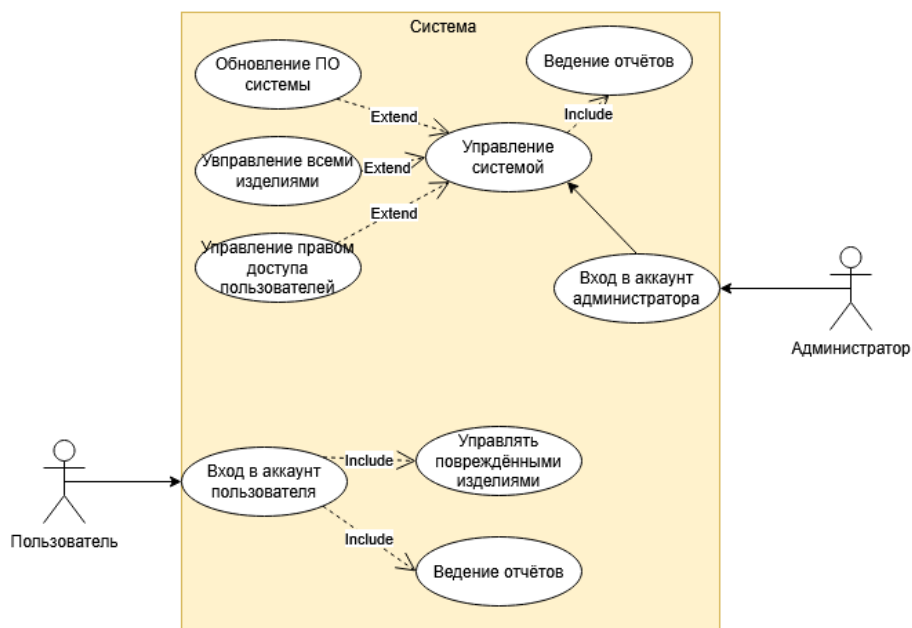 Система
Обновление ПО
системы
Ведение отчётов
Extend
Include
Увправление всеми
изделиями
Extend
Управление
системой
Extend
Управление правом
доступа
пользователей
Вход в аккаунт
администратора
Администратор
Вход в аккаунт
пользователя
Include
Управлять
повреждёнными
изделиями
Пользователь
Include
Ведение отчётов